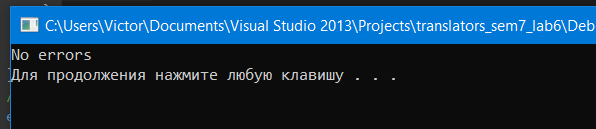 C:\Users\Victor\Documents\Visual Studio 2013\Projects\translators_sem7_lab6\Deb
No errors
Для продолжения нажмите любую клавишу . . .